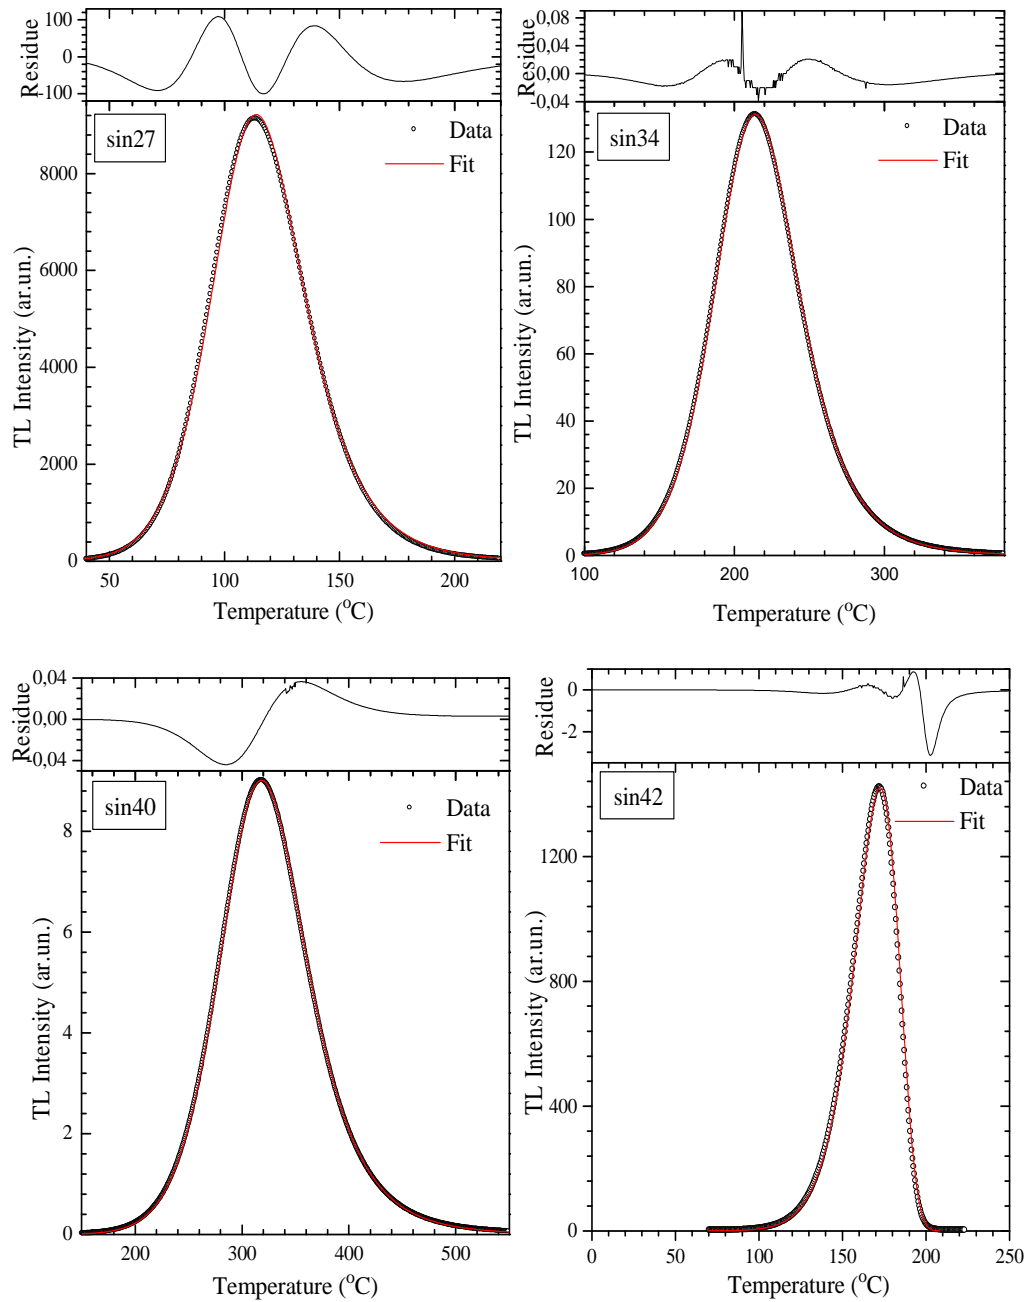 Residue
100
0
-100
sin27
Data
Fit
TL Intensity (ar.un.)
8000
6000
4000
2000
0
50 100 150 200
Temperature (°C)
Residue
0,08
0,04
0,00
-0,04
sin34
Data
Fit
TL Intensity (ar.un.)
120
100
80
60
40
20
0
100 200 300
Temperature (°C)
Residue
0,04
0,00
-0,04
sin40
Data
Fit
TL Intensity (ar.un.)
8
6
4
2
0
200 300 400 500
Temperature (°C)
Residue
0
-2
sin42
Data
Fit
TL Intensity (ar.un.)
1200
800
400
0
0 50 100 150 200 250
Temperature (°C)